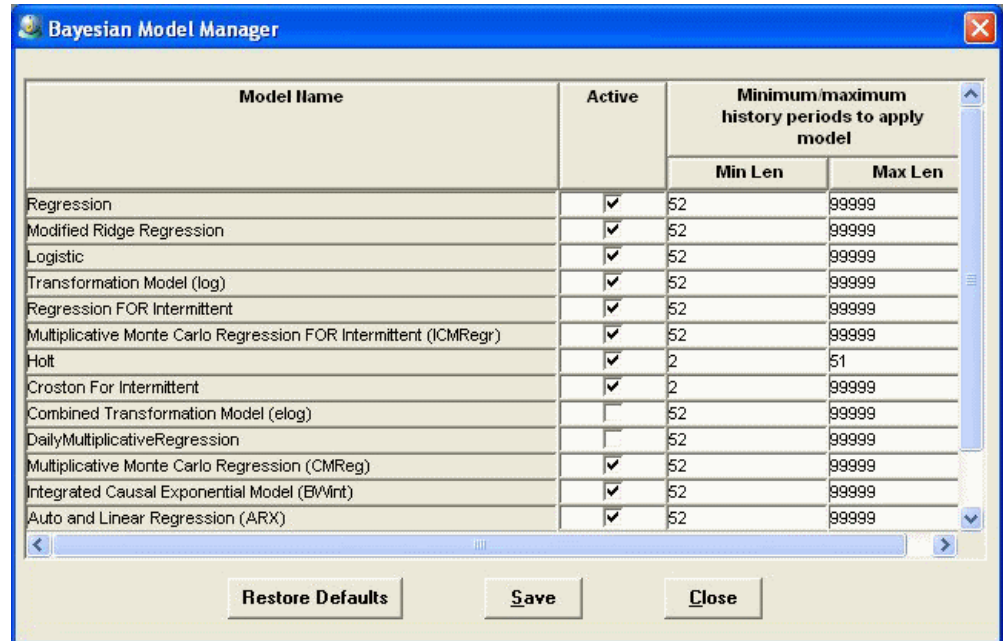 Bayesian Model Manager
Model Name Active Minimum/maximum
history periods to apply
model
Min Len Max Len
Regression 52 99999
Modified Ridge Regression 52 99999
Logistic 52 99999
Transformation Model (log) 52 99999
Regression FOR Intermittent 52 99999
Multiplicative Monte Carlo Regression FOR Intermittent (ICMRegr) 52 99999
Holt 2 51
Croston For Intermittent 2 99999
Combined Transformation Model (elog) 52 99999
DailyMultiplicativeRegression 52 99999
Multiplicative Monte Carlo Regression (CMReg) 52 99999
Integrated Causal Exponential Model (BWint) 52 99999
Auto and Linear Regression (ARX) 52 99999
Restore Defaults Save Close